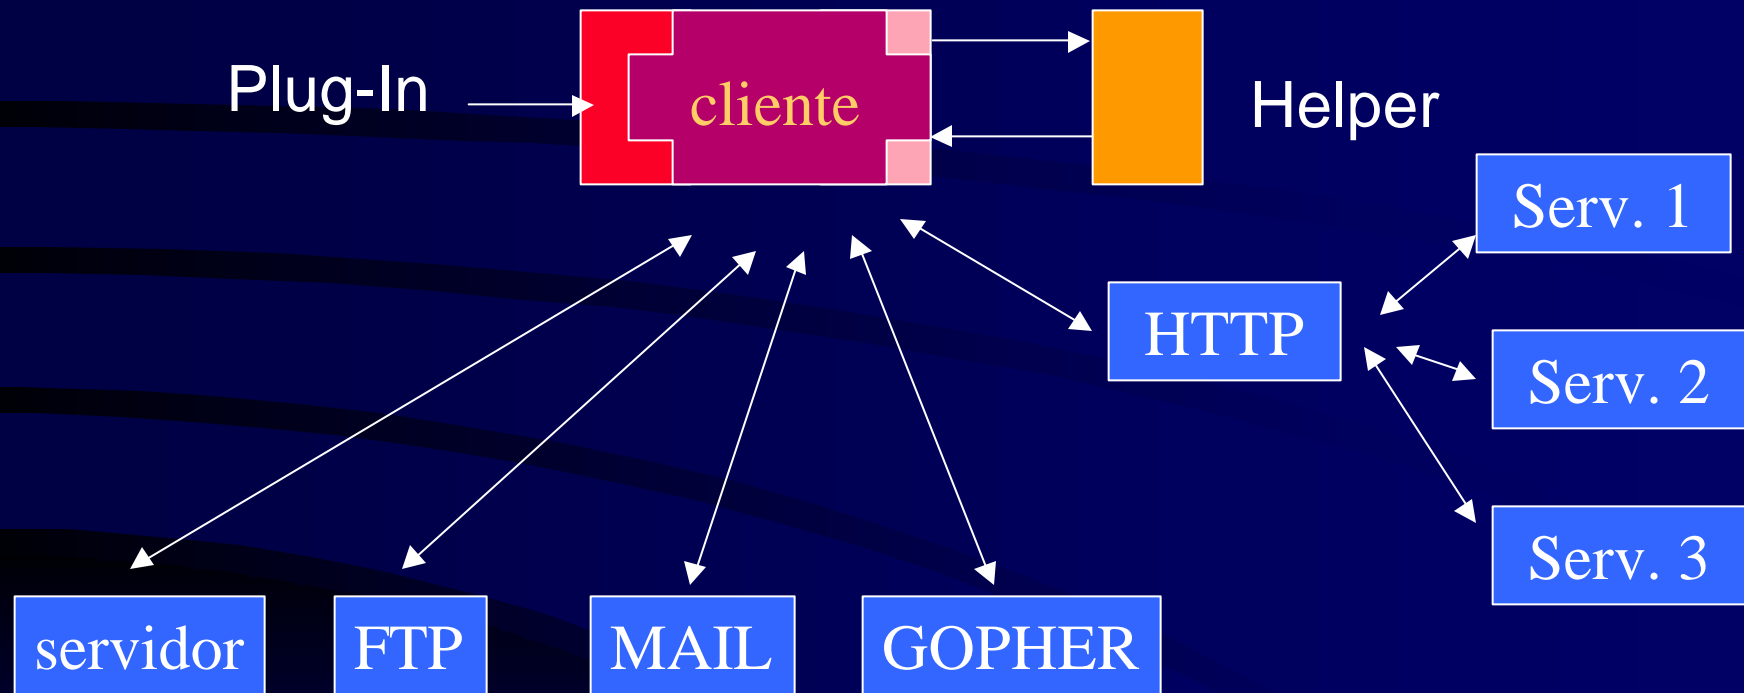 Plug-In
cliente
Helper
Serv. 1
HTTP
Serv. 2
Serv. 3
servidor
FTP
MAIL
GOPHER